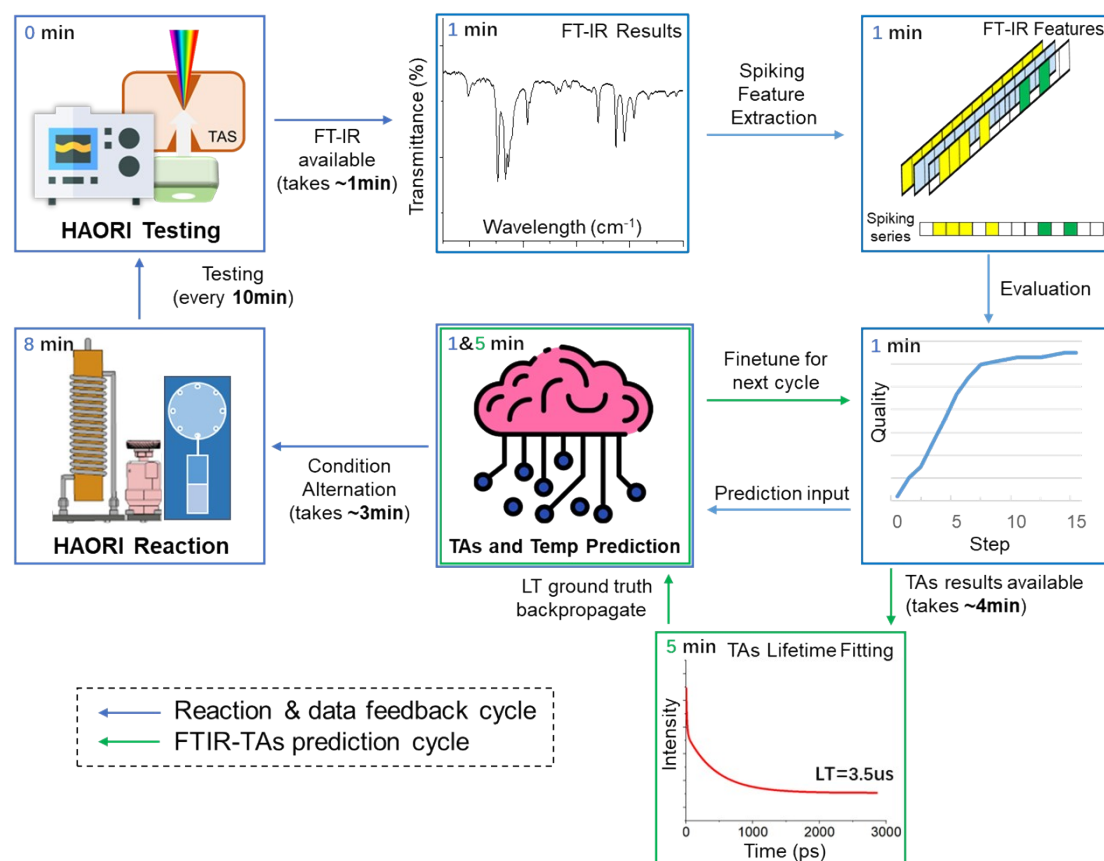 0 min
TAS
HAORI Testing
FT-IR
available
(takes ~1min)
1 min
FT-IR Results
Transmittance (%)
Wavelength (cm⁻¹)
Spiking
Feature
Extraction
1 min
FT-IR Features
Spiking
series
Testing
(every 10min)
Evaluation
8 min
HAORI Reaction
Condition
Alternation
(takes ~3min)
1&5 min
TAs and Temp Prediction
Finetune for
next cycle
Prediction input
1 min
Quality
0 5 10 15
Step
LT ground truth
backpropagate
TAs results available
(takes ~4min)
5 min
TAs Lifetime Fitting
Intensity
LT=3.5us
0 1000 2000 3000
Time (ps)
Reaction & data feedback cycle
FTIR-TAs prediction cycle